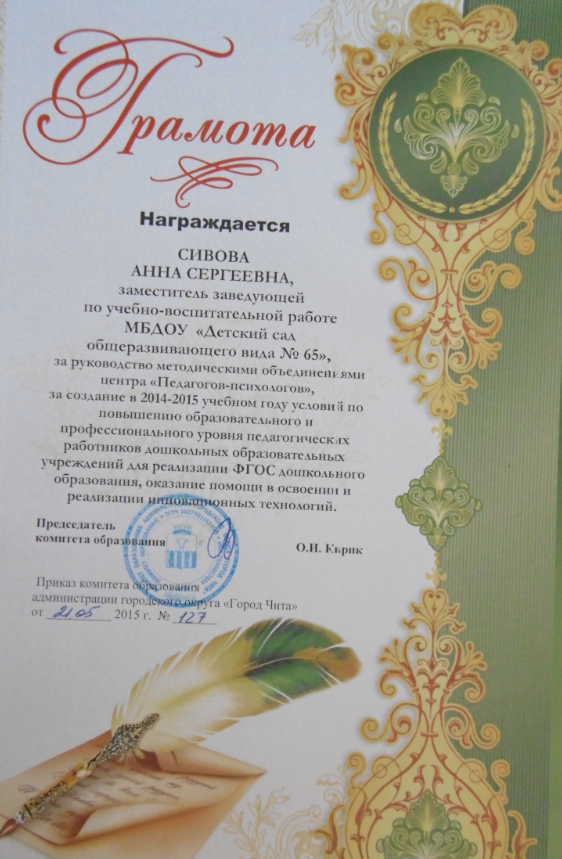 Грамота
Награждается
СИВОВА
АННА СЕРГЕЕВНА,
заместитель заведующей
по учебно-воспитательной работе
МБДОУ «Детский сад
общеразвивающего вида № 65»,
за руководство методическими объединениями
центра «Педагогов-психологов»,
за создание в 2014-2015 учебном году условий по
повышению образовательного и
профессионального уровня педагогических
работников дошкольных образовательных
учреждений для реализации ФГОС дошкольного
образования, оказание помощи в освоении и
реализации инновационных технологий.
Председатель
комитета образования
О.И. Кирик
Приказ комитета образования
администрации городского округа «Город Чита»
от 21.05 2015 г. № 127